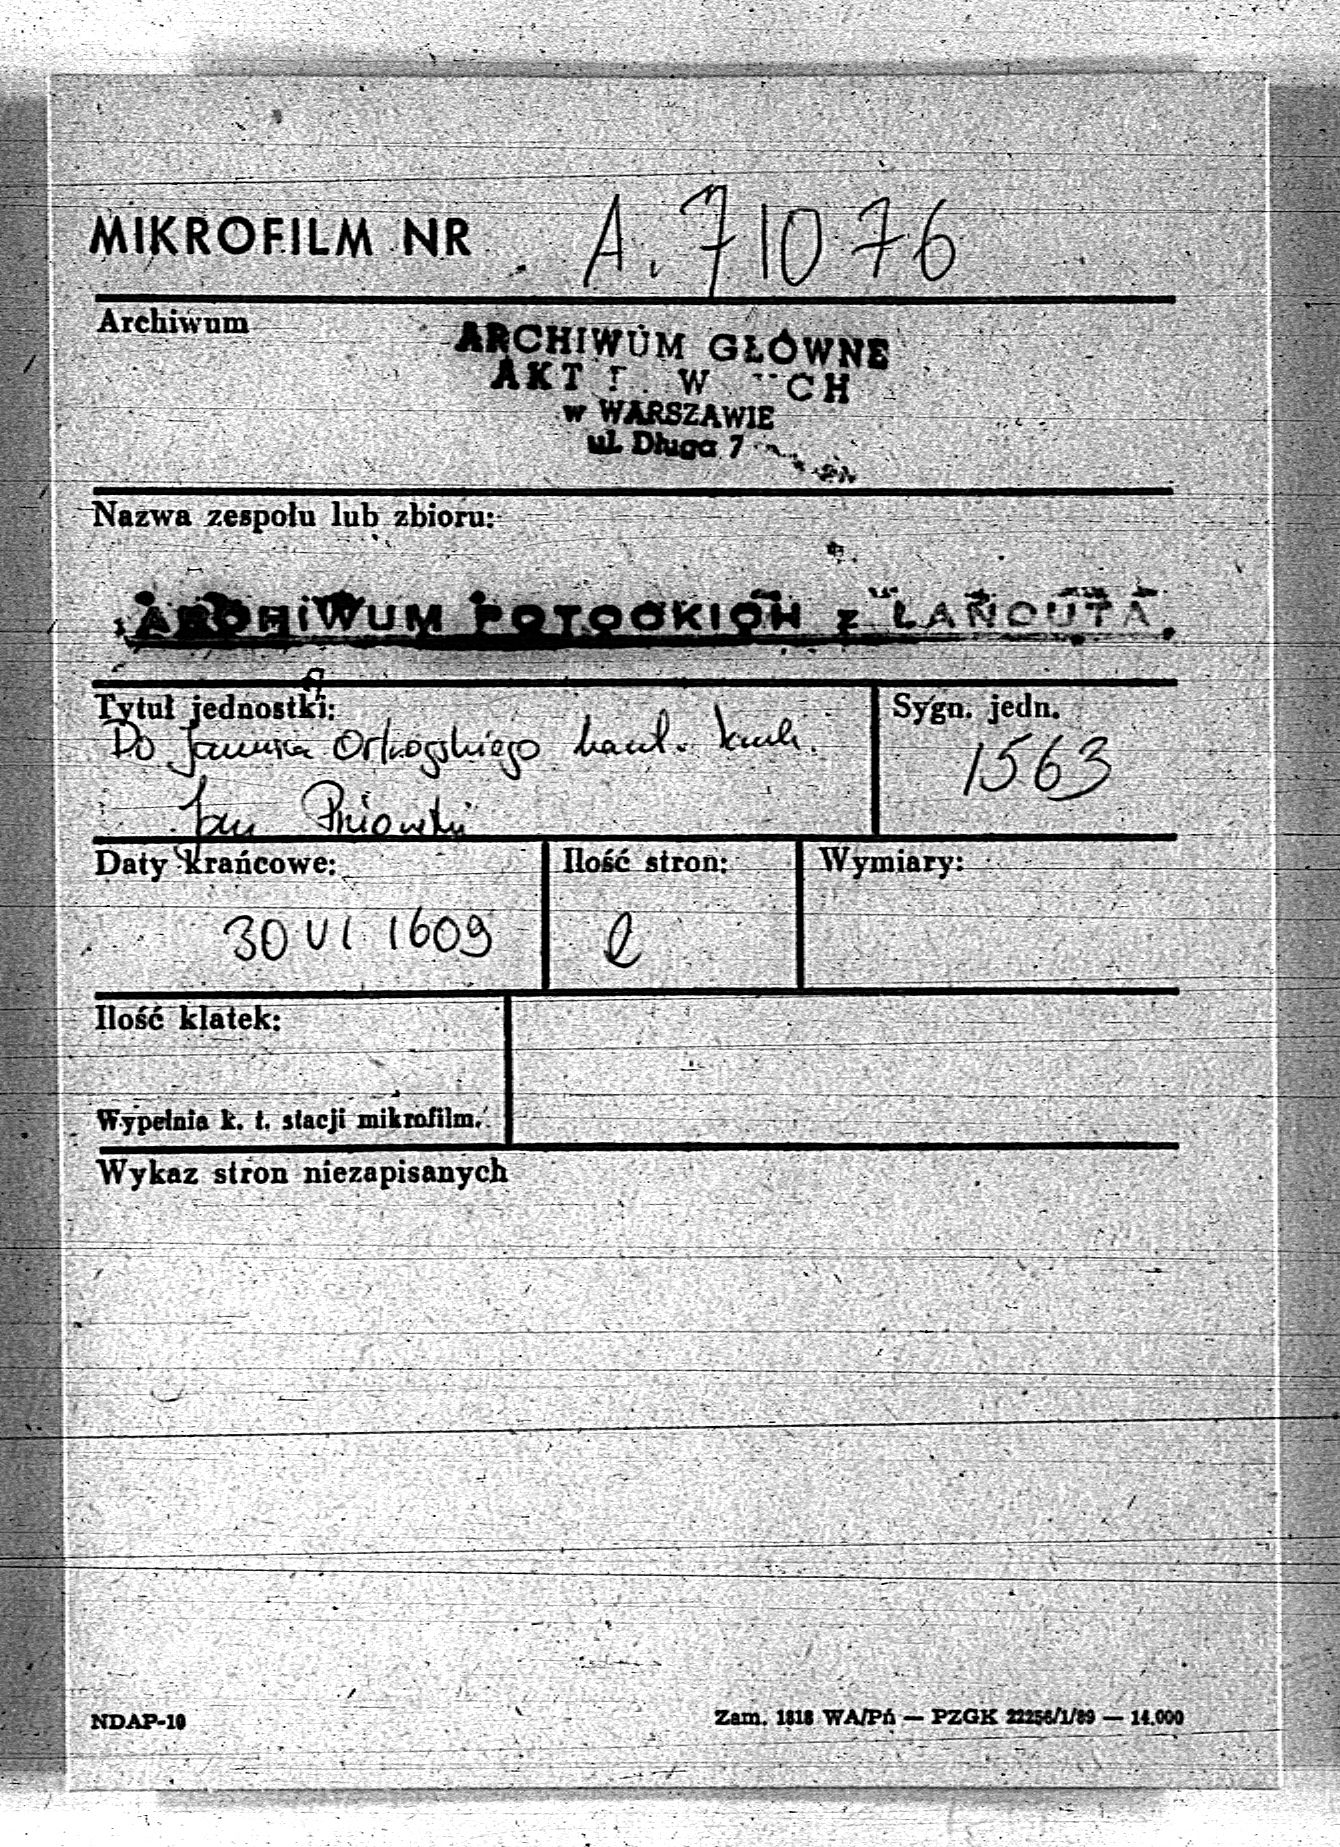 MIKROFILM NR A. 71076
Archiwum
ARCHIWUM GŁÓWNE
AKT
w WARSZAWIE
ul. Długa 7
Nazwa zespołu lub zbioru:
ARCHIWUM POTOCKICH z ŁAŃCUTA
Tytuł jednostki:
Sygn. jedn.
Do Janusza Ostrogskiego kaszt. krak.
1563
Jan Pniowski
Daty krańcowe:
Ilość stron:
Wymiary:
30 VI 1609
Ilość klatek:
Wypełnia k. t. stacji mikrofilm.
Wykaz stron niezapisanych
NDAP-10
Zam. 1818 WA/Pń — PZGK 22256/1/89 — 14.000